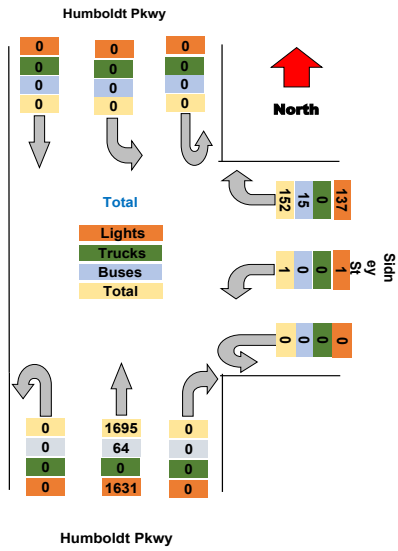 Humboldt Pkwy
0 0 0
0 0 0
0 0 0
0 0 0
North
Total
Lights
Trucks
Buses
Total
152 15 0 137
1 0 0 1
0 0 0 0
Sidn
ey
St
0 1695 0
0 64 0
0 0 0
0 1631 0
Humboldt Pkwy